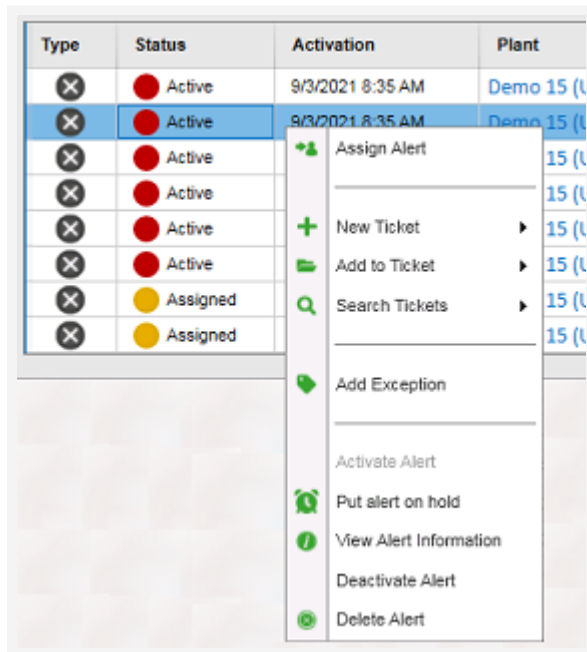 Type Status Activation Plant
Active 9/3/2021 8:35 AM Demo 15 (U
Active 9/3/2021 8:35 AM Demo 15 (U
Active 15 (U
Active 15 (U
Active 15 (U
Active 15 (U
Assigned 15 (U
Assigned 15 (U
Assign Alert
New Ticket
Add to Ticket
Search Tickets
Add Exception
Activate Alert
Put alert on hold
View Alert Information
Deactivate Alert
Delete Alert